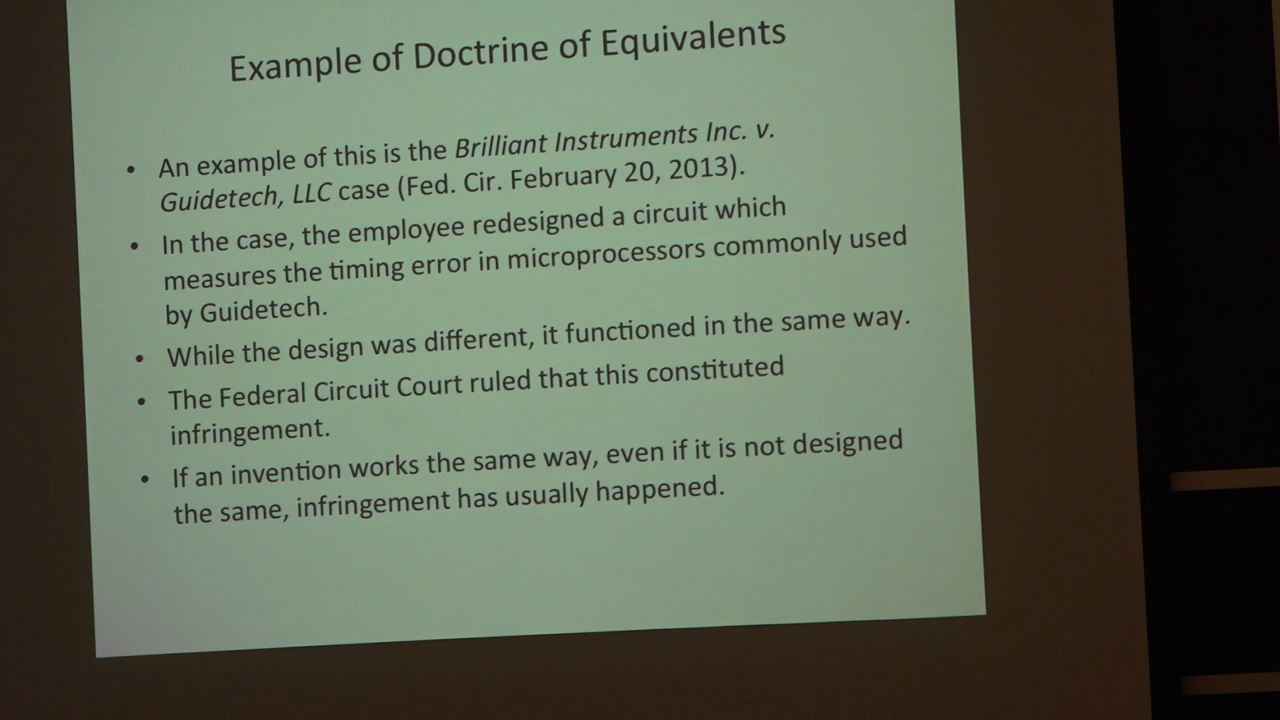 Example of Doctrine of Equivalents
• An example of this is the Brilliant Instruments Inc. v.
Guidetech, LLC case (Fed. Cir. February 20, 2013).
• In the case, the employee redesigned a circuit which
measures the timing error in microprocessors commonly used
by Guidetech.
• While the design was different, it functioned in the same way.
• The Federal Circuit Court ruled that this constituted
infringement.
• If an invention works the same way, even if it is not designed
the same, infringement has usually happened.